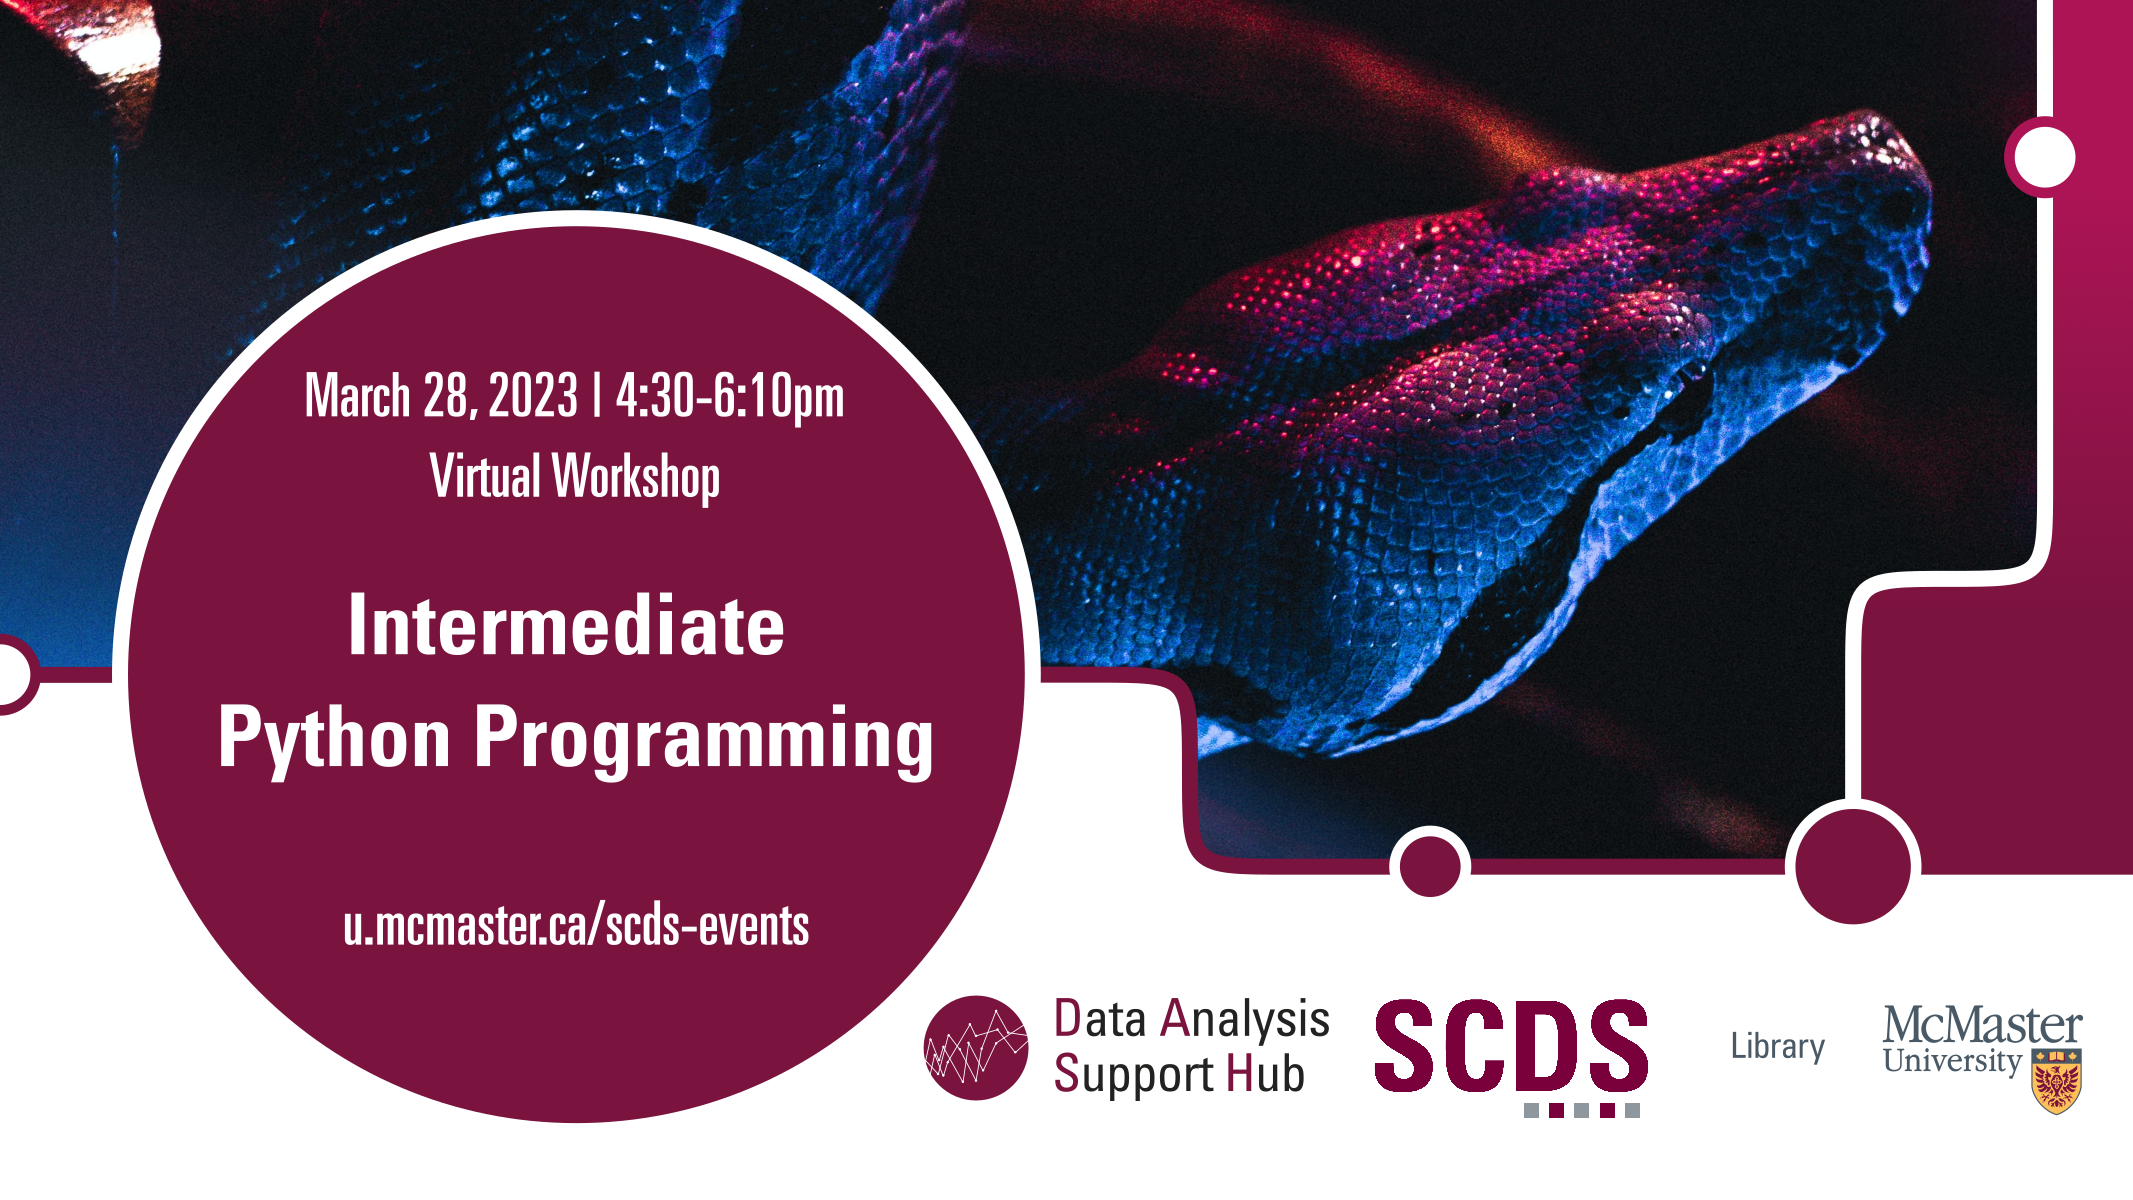 March 28, 2023 | 4:30-6:10pm
Virtual Workshop
Intermediate
Python Programming
u.mcmaster.ca/scds-events
Data Analysis
Support Hub
SCDS
Library
McMaster
University